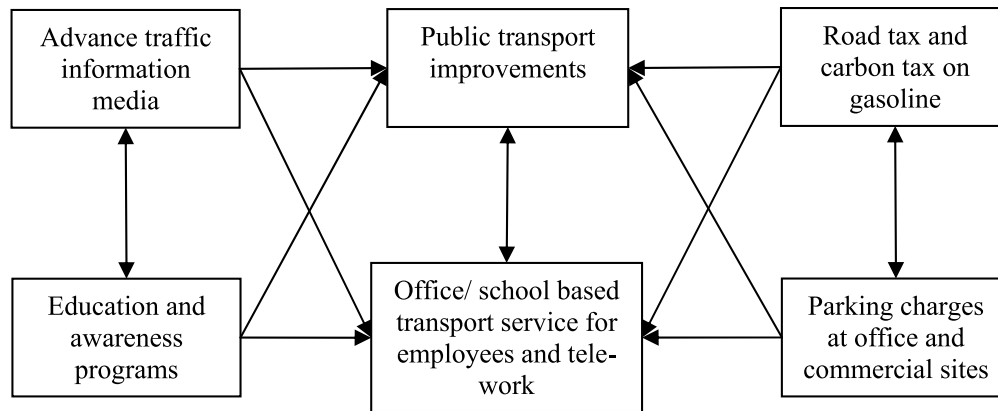 Advance traffic
information
media
Public transport
improvements
Road tax and
carbon tax on
gasoline
Education and
awareness
programs
Office/ school based
transport service for
employees and tele-
work
Parking charges
at office and
commercial sites